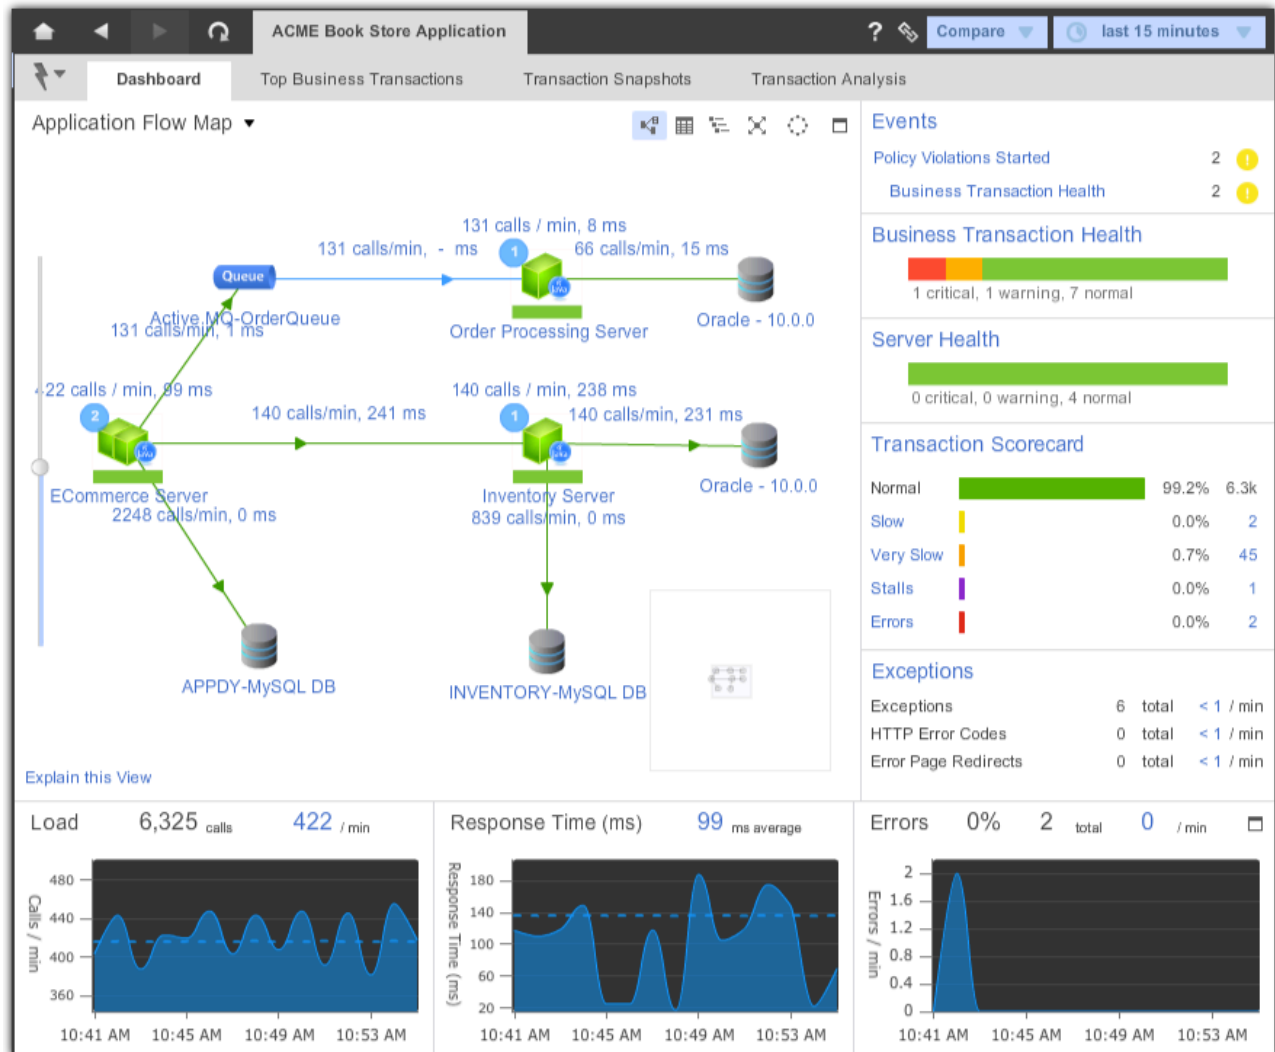 ACME Book Store Application
?
Compare
last 15 minutes
Dashboard
Top Business Transactions
Transaction Snapshots
Transaction Analysis
Application Flow Map
131 calls / min, 8 ms
131 calls/min, - ms
1
66 calls/min, 15 ms
Queue
Java
Active MQ-OrderQueue
131 calls/min, 1 ms
Order Processing Server
Oracle - 10.0.0
422 calls / min, 99 ms
140 calls / min, 238 ms
2
140 calls/min, 241 ms
1
140 calls/min, 231 ms
Java
Java
ECommerce Server
Inventory Server
Oracle - 10.0.0
2248 calls/min, 0 ms
839 calls/min, 0 ms
APPDY-MySQL DB
INVENTORY-MySQL DB
Explain this View
Events
Policy Violations Started 2 !
Business Transaction Health 2 !
Business Transaction Health
1 critical, 1 warning, 7 normal
Server Health
0 critical, 0 warning, 4 normal
Transaction Scorecard
Normal 99.2% 6.3k
Slow 0.0% 2
Very Slow 0.7% 45
Stalls 0.0% 1
Errors 0.0% 2
Exceptions
Exceptions 6 total < 1 / min
HTTP Error Codes 0 total < 1 / min
Error Page Redirects 0 total < 1 / min
Load 6,325 calls 422 / min
480
440
400
360
Calls / min
10:41 AM 10:45 AM 10:49 AM 10:53 AM
Response Time (ms) 99 ms average
180
140
100
60
20
Response Time (ms)
10:41 AM 10:45 AM 10:49 AM 10:53 AM
Errors 0% 2 total 0 / min
2
1.6
1.2
0.8
0.4
0
Errors / min
10:41 AM 10:45 AM 10:49 AM 10:53 AM